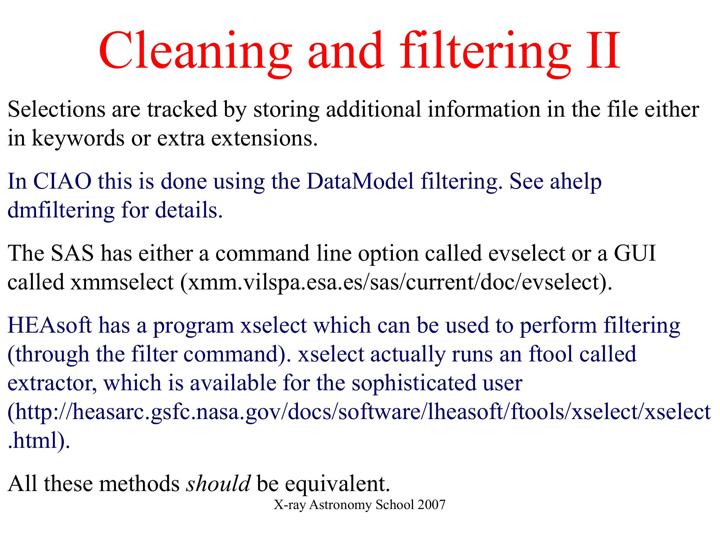 Cleaning and filtering II
Selections are tracked by storing additional information in the file either
in keywords or extra extensions.
In CIAO this is done using the DataModel filtering. See ahelp
dmfiltering for details.
The SAS has either a command line option called evselect or a GUI
called xmmselect (xmm.vilspa.esa.es/sas/current/doc/evselect).
HEAsoft has a program xselect which can be used to perform filtering
(through the filter command). xselect actually runs an ftool called
extractor, which is available for the sophisticated user
(http://heasarc.gsfc.nasa.gov/docs/software/lheasoft/ftools/xselect/xselect
.html).
All these methods should be equivalent.
X-ray Astronomy School 2007